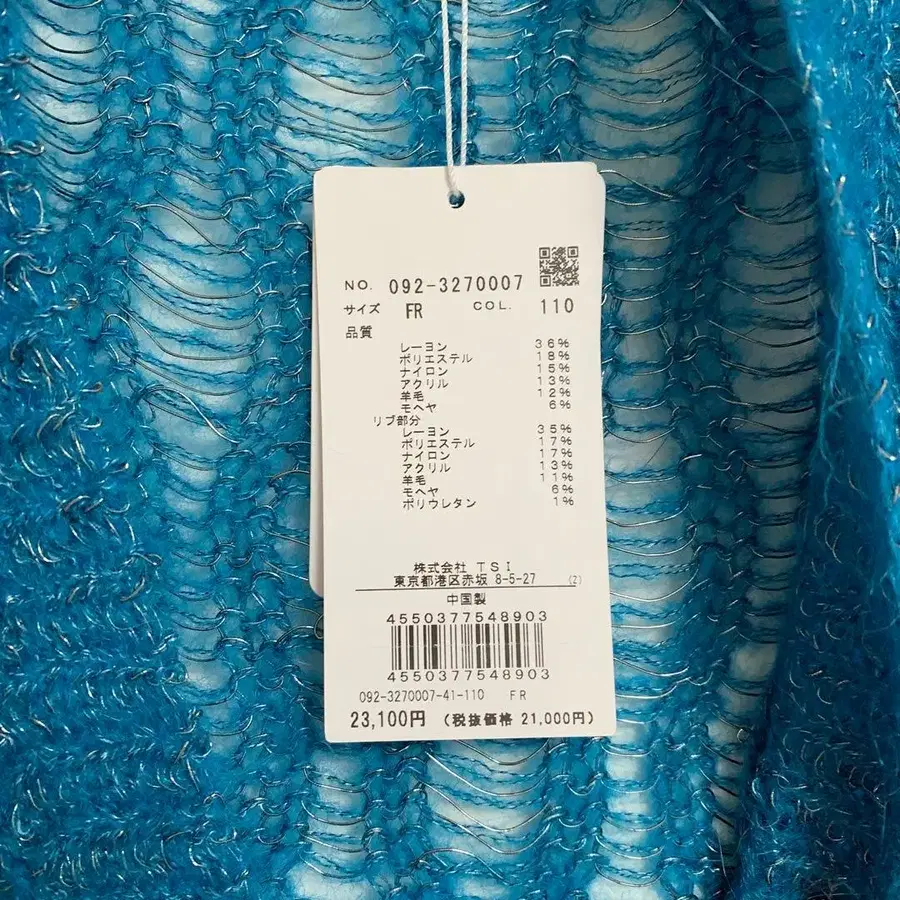 NO. 092-3270007
サイズ FR COL. 110
品質
レーヨン 36%
ポリエステル 18%
ナイロン 15%
アクリル 13%
羊毛 12%
モヘヤ 6%
リブ部分
レーヨン 35%
ポリエステル 17%
ナイロン 17%
アクリル 13%
羊毛 11%
モヘヤ 6%
ポリウレタン 1%
株式会社 TSI
東京都港区赤坂 8-5-27 (2)
中国製
4550377548903
4550377548903
092-3270007-41-110 FR
23,100円 (税抜価格 21,000円)